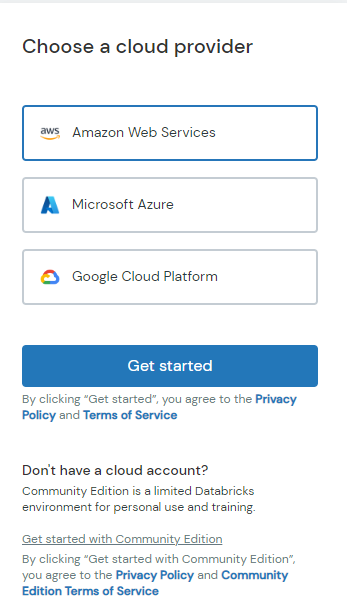 Choose a cloud provider
aws Amazon Web Services
Microsoft Azure
Google Cloud Platform
Get started
By clicking “Get started”, you agree to the Privacy
Policy and Terms of Service
Don't have a cloud account?
Community Edition is a limited Databricks
environment for personal use and training.
Get started with Community Edition
By clicking “Get started with Community Edition”,
you agree to the Privacy Policy and Community
Edition Terms of Service